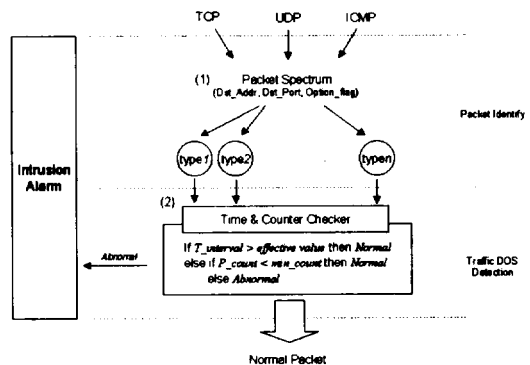 TCP UDP ICMP
(1) Packet Spectrum
(Dst_Addr, Dst_Port, Option_flag)
Packet Identify
type1 type2 typen
Intrusion
Alarm
(2)
Time & Counter Checker
If T_interval > effective value then Normal
else if P_count < min_count then Normal
else Abnormal
Abnormal
Traffic DOS
Detection
Normal Packet